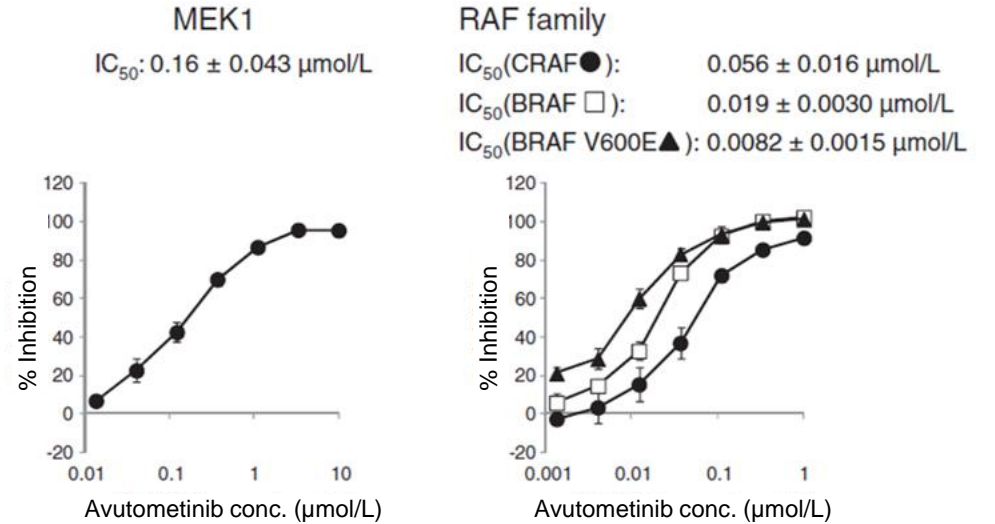 MEK1
IC50: 0.16 ± 0.043 µmol/L
RAF family
IC50(CRAF●): 0.056 ± 0.016 µmol/L
IC50(BRAF □): 0.019 ± 0.0030 µmol/L
IC50(BRAF V600E▲): 0.0082 ± 0.0015 µmol/L
% Inhibition
120
100
80
60
40
20
0
-20
0.01 0.1 1 10
Avutometinib conc. (µmol/L)
% Inhibition
120
100
80
60
40
20
0
-20
0.001 0.01 0.1 1
Avutometinib conc. (µmol/L)